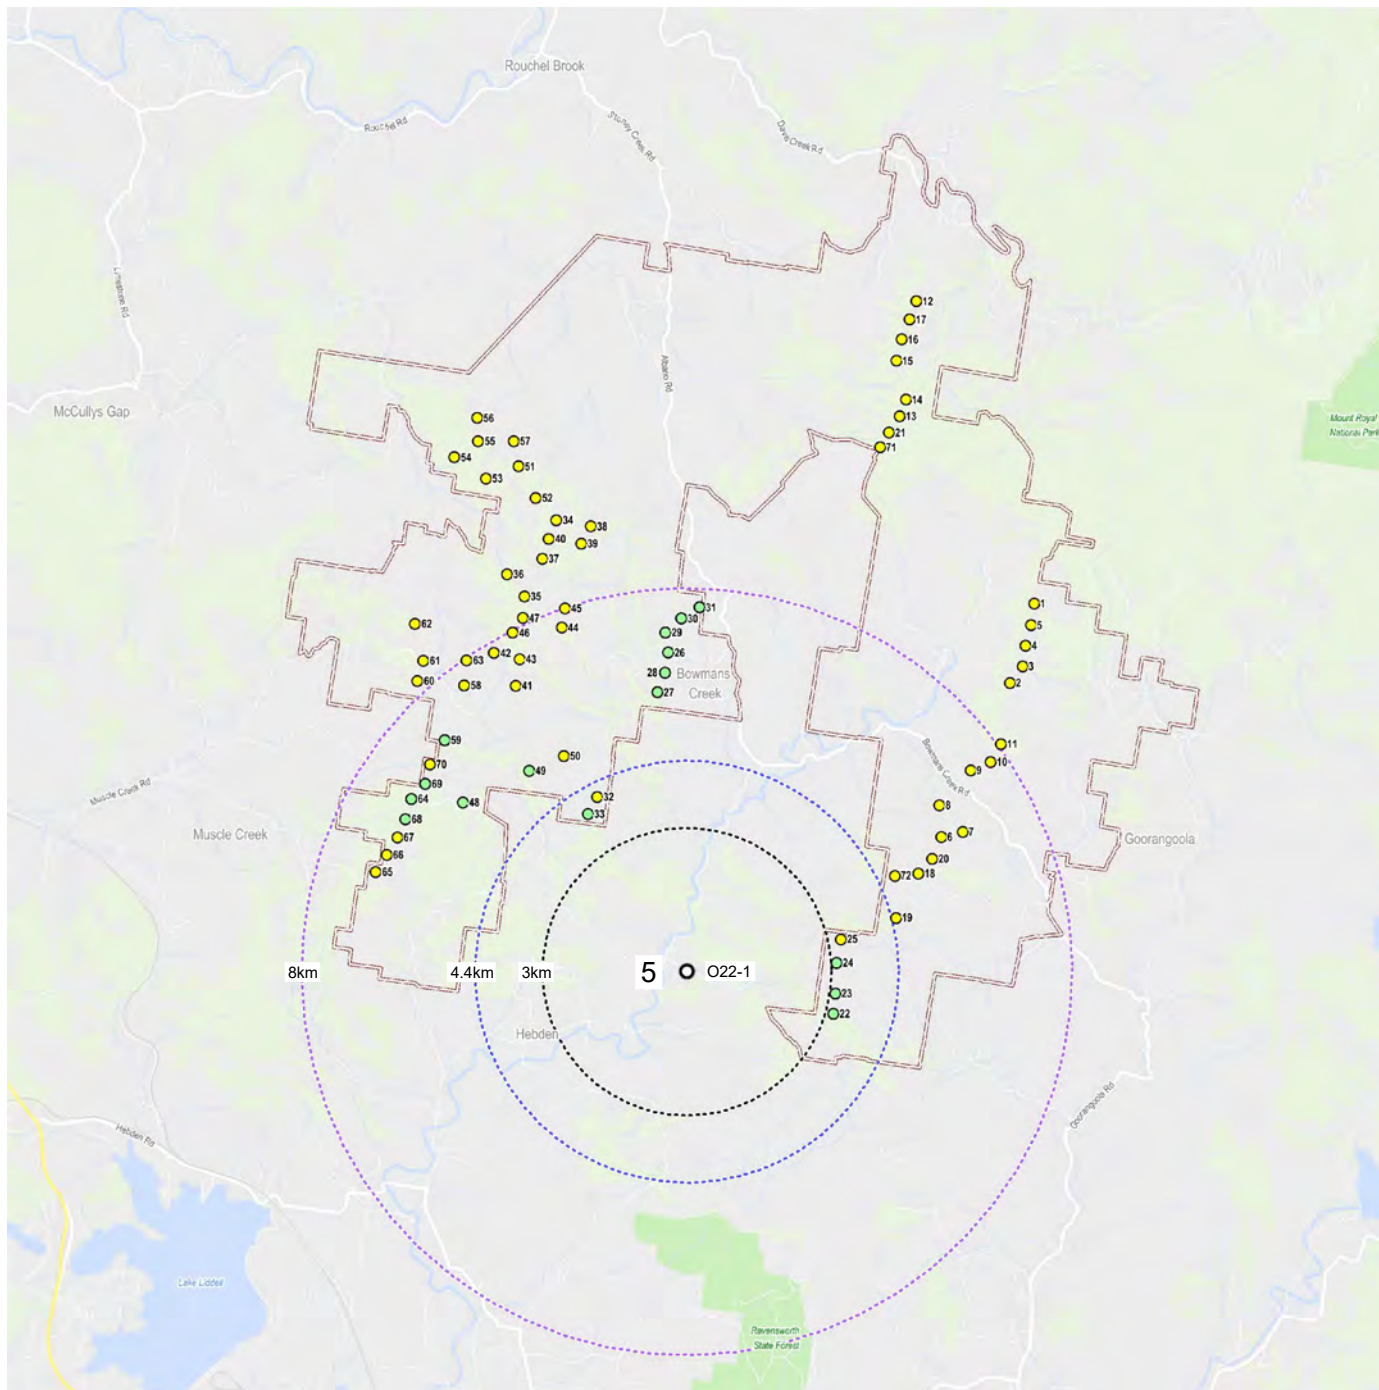 Rouchel Brook
Rouchel Rd
Stoney Creek Rd
Davis Creek Rd
Limestone Rd
12
17
16
Albano Rd
15
14
McCullys Gap
56
13
Mount Royal
National Park
21
55
57
71
54
51
53
52
34
38
40
39
37
36
35
1
31
45
47
30
62
44
5
46
29
4
42
26
61
63
43
3
28
Bowmans
Creek
60
58
41
2
27
59
11
Bowmans Creek Rd
50
70
10
49
9
69
Muscle Creek Rd
64
48
32
8
33
68
Muscle Creek
67
7
6
Goorangoola
66
20
65
18
72
19
25
24
8km
4.4km
3km
5
O22-1
23
22
Hebden
Goorangoola Rd
Hebden Rd
Lake Liddell
Ravensworth
State Forest